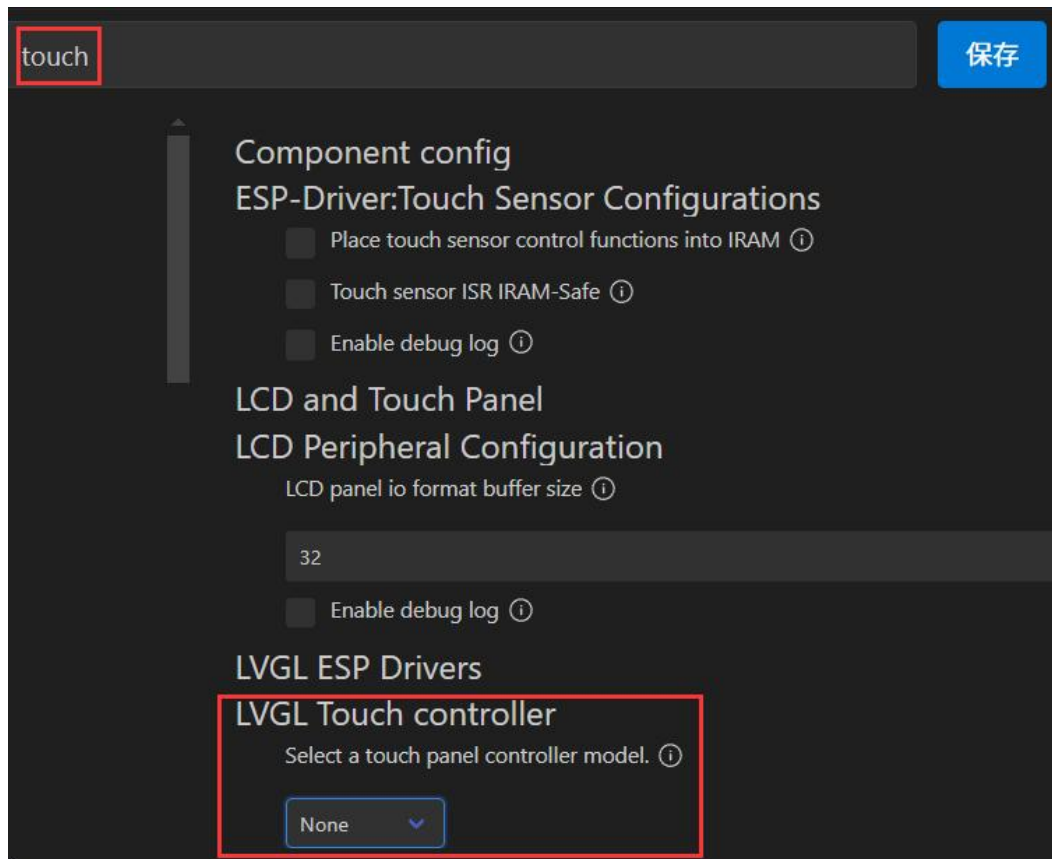 touch
保存
Component config
ESP-Driver:Touch Sensor Configurations
Place touch sensor control functions into IRAM
Touch sensor ISR IRAM-Safe
Enable debug log
LCD and Touch Panel
LCD Peripheral Configuration
LCD panel io format buffer size
32
Enable debug log
LVGL ESP Drivers
LVGL Touch controller
Select a touch panel controller model.
None